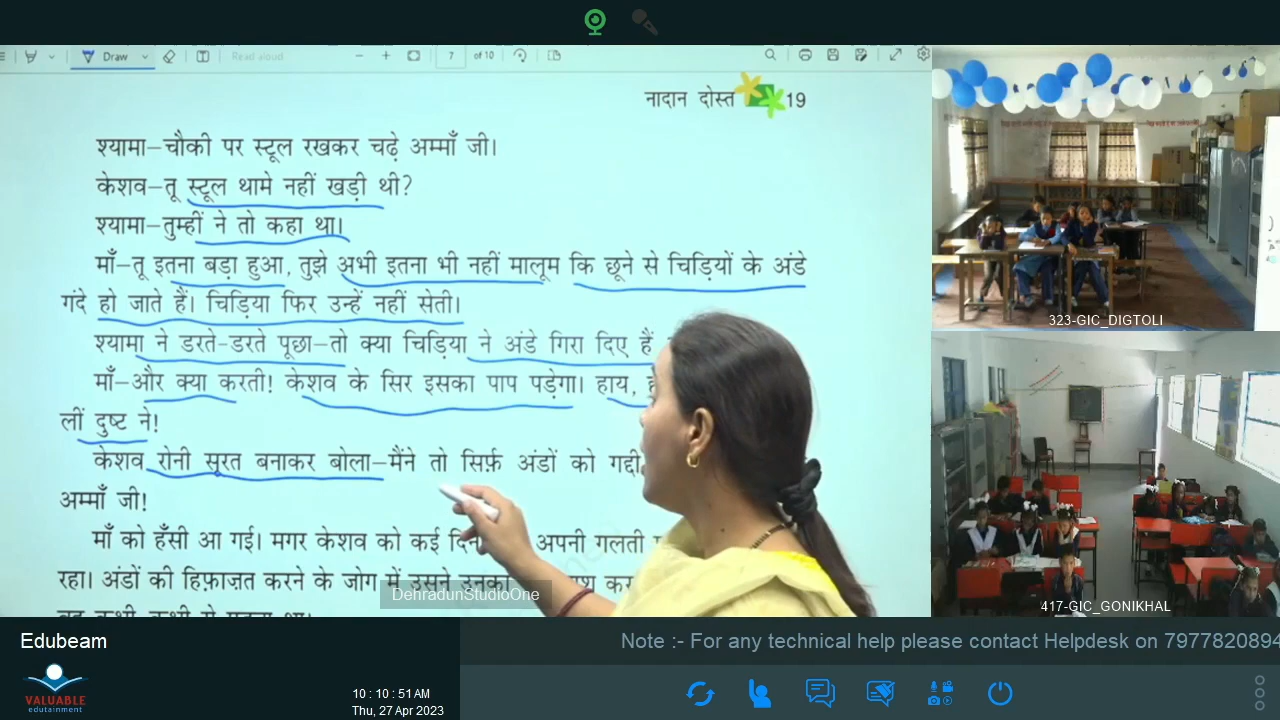 Draw
Read aloud
7
of 10
नादान दोस्त
19
श्यामा–चौकी पर स्टूल रखकर चढ़े अम्माँ जी।
केशव–तू स्टूल थामे नहीं खड़ी थी?
श्यामा–तुम्हीं ने तो कहा था।
माँ–तू इतना बड़ा हुआ, तुझे अभी इतना भी नहीं मालूम कि छूने से चिड़ियों के अंडे
गंदे हो जाते हैं। चिड़िया फिर उन्हें नहीं सेती।
श्यामा ने डरते-डरते पूछा–तो क्या चिड़िया ने अंडे गिरा दिए हैं
माँ–और क्या करती! केशव के सिर इसका पाप पड़ेगा। हाय,
लीं दुष्ट ने!
केशव रोनी सूरत बनाकर बोला–मैंने तो सिर्फ़ अंडों को गद्दी
अम्माँ जी!
माँ को हँसी आ गई। मगर केशव को कई अपनी गलती
रहा। अंडों की हिफ़ाज़त करने के जोग में उसने उनका
DehradunStudioOne
323-GIC_DIGTOLI
417-GIC_GONIKHAL
Edubeam
Note :- For any technical help please contact Helpdesk on 7977820894
VALUABLE
edutainment
10 : 10 : 51 AM
Thu, 27 Apr 2023